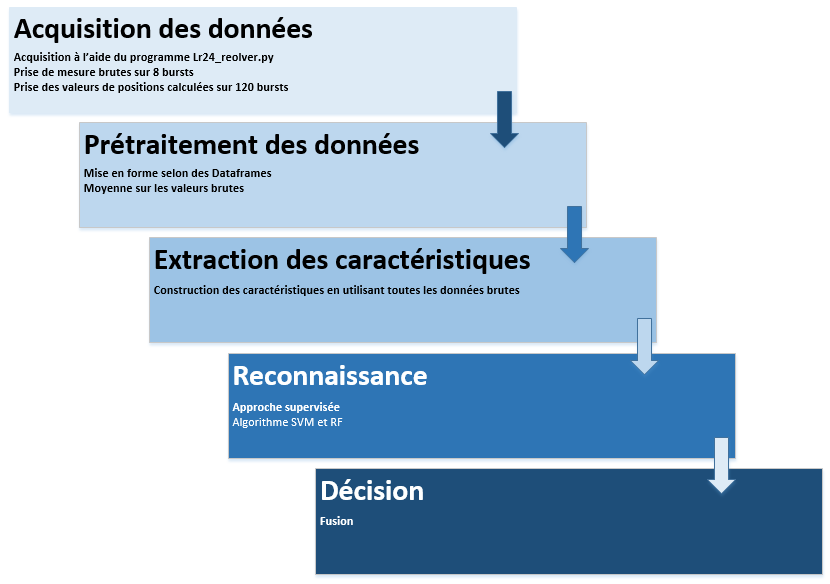 Acquisition des données
Acquisition à l’aide du programme Lr24_reolver.py
Prise de mesure brutes sur 8 bursts
Prise des valeurs de positions calculées sur 120 bursts
Prétraitement des données
Mise en forme selon des Dataframes
Moyenne sur les valeurs brutes
Extraction des caractéristiques
Construction des caractéristiques en utilisant toutes les données brutes
Reconnaissance
Approche supervisée
Algorithme SVM et RF
Décision
Fusion